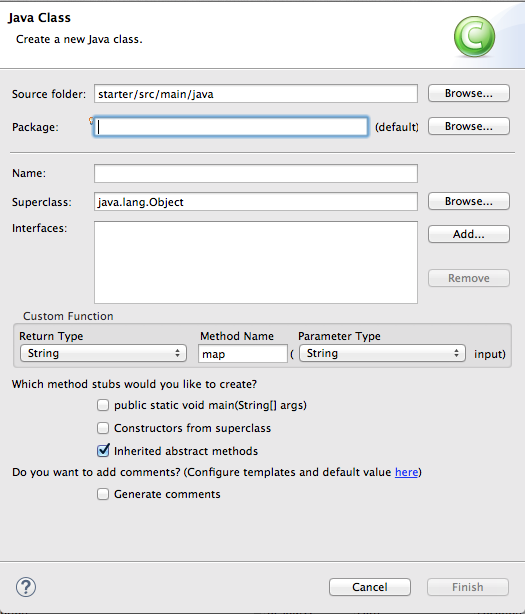 Java Class
Create a new Java class.
C
Source folder: starter/src/main/java Browse...
Package: (default) Browse...
Name:
Superclass: java.lang.Object Browse...
Interfaces: Add...
Remove
Custom Function
Return Type Method Name Parameter Type
String map ( String input)
Which method stubs would you like to create?
public static void main(String[] args)
Constructors from superclass
Inherited abstract methods
Do you want to add comments? (Configure templates and default value here)
Generate comments
? Cancel Finish